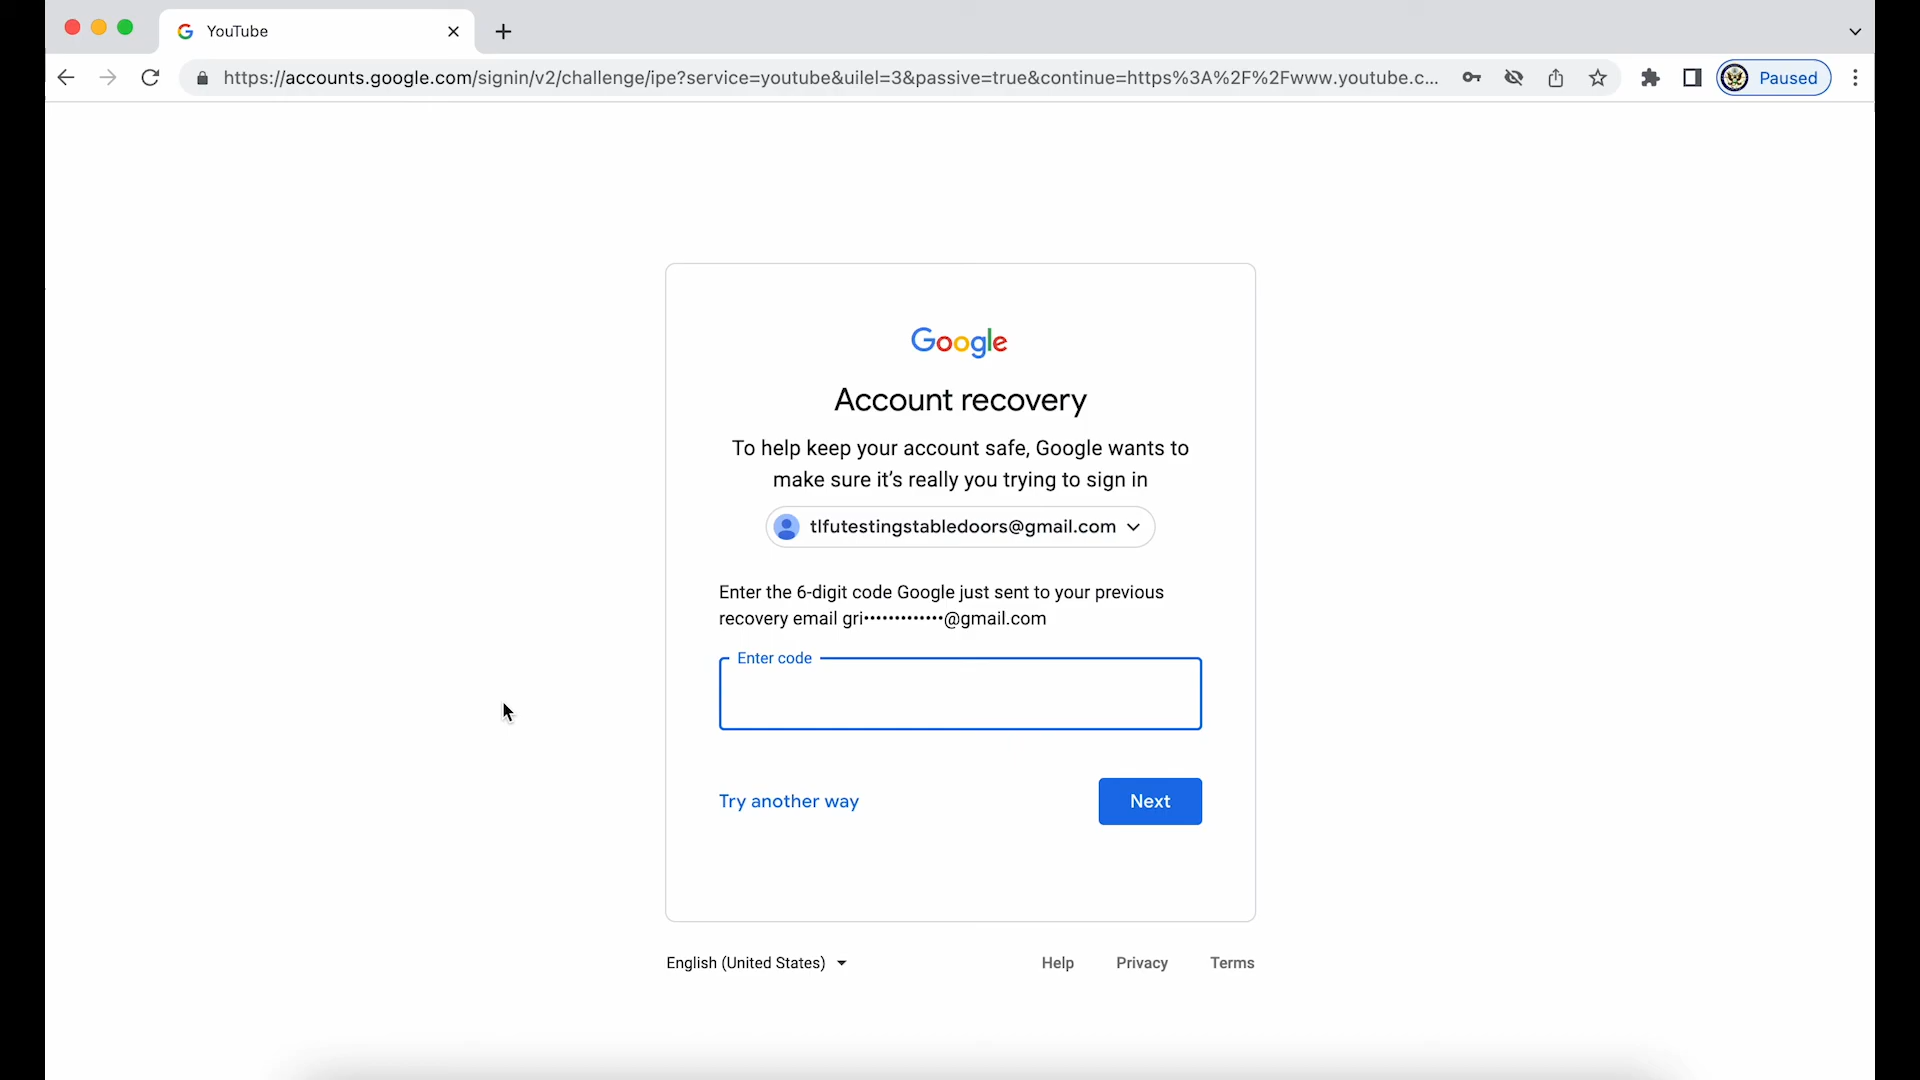 YouTube
https://accounts.google.com/signin/v2/challenge/ipe?service=youtube&uilel=3&passive=true&continue=https%3A%2F%2Fwww.youtube.c...
Paused
Google
Account recovery
To help keep your account safe, Google wants to
make sure it’s really you trying to sign in
tlfutestingstabledoors@gmail.com
Enter the 6-digit code Google just sent to your previous
recovery email gri•••••••••••••@gmail.com
Enter code
Try another way
Next
English (United States)
Help
Privacy
Terms